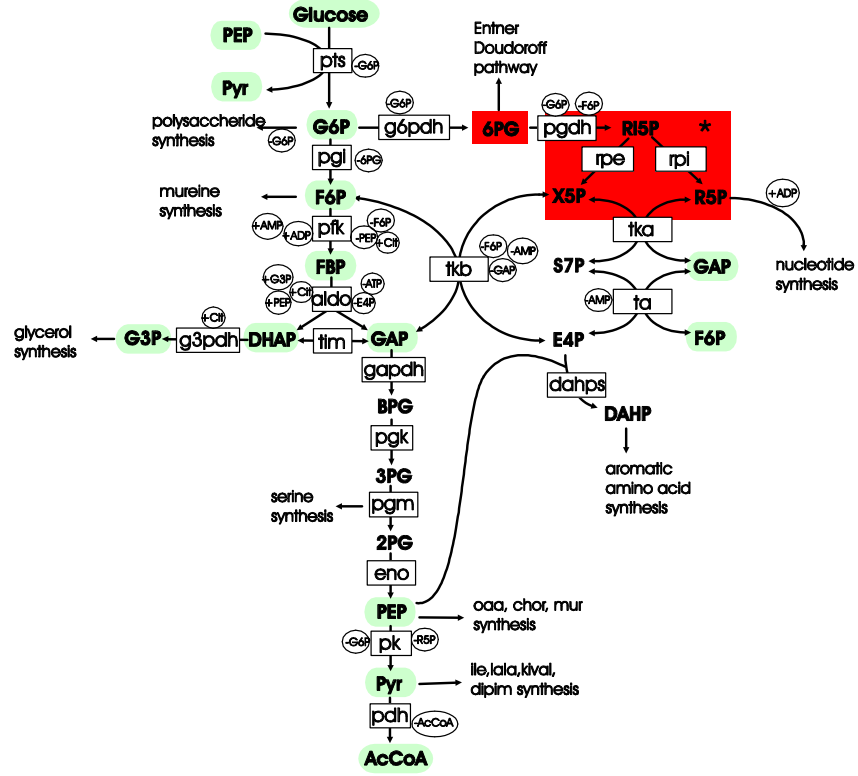 Glucose
PEP
pts
-G6P
Pyr
Entner
Doudoroff
pathway
polysaccheride
synthesis
-G6P
G6P
-G6P
g6pdh
6PG
-G6P
-F6P
pgdh
RI5P
*
pgi
-6PG
rpe
rpi
mureine
synthesis
F6P
X5P
R5P
+ADP
+AMP
+ADP
pfk
-F6P
-PEP
+Cit
tka
FBP
tkb
-F6P
-AMP
-GAP
S7P
GAP
nucleotide
synthesis
+G3P
+PEP
+Cit
aldo
-ATP
-E4P
-AMP
ta
glycerol
synthesis
G3P
+Cit
g3pdh
DHAP
tim
GAP
E4P
F6P
gapdh
dahps
BPG
DAHP
pgk
3PG
aromatic
amino acid
synthesis
serine
synthesis
pgm
2PG
eno
PEP
oaa, chor, mur
synthesis
-G6P
pk
-R5P
Pyr
ile,lala,kival,
dipim synthesis
pdh
-AcCoA
AcCoA